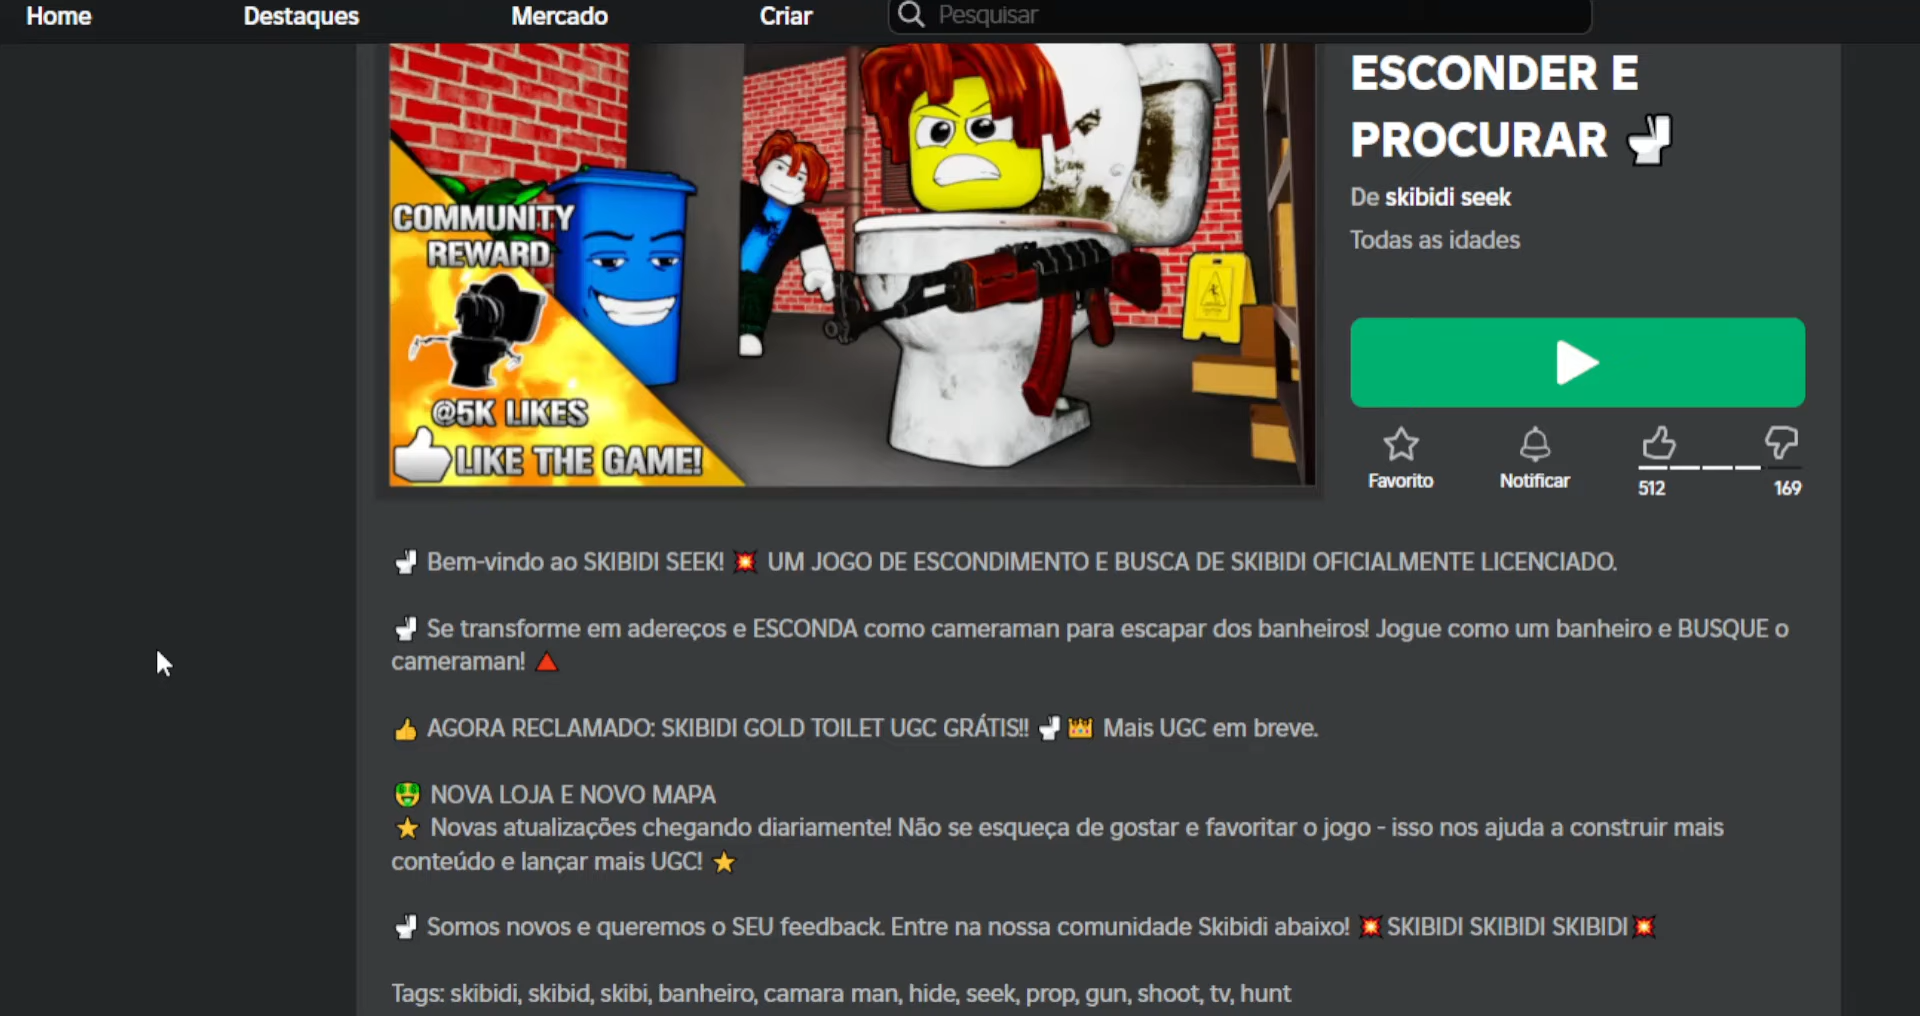 Home Destaques Mercado Criar Pesquisar
COMMUNITY
REWARD
@5K LIKES
LIKE THE GAME!
ESCONDER E
PROCURAR
De skibidi seek
Todas as idades
Favorito Notificar 512 169
Bem-vindo ao SKIBIDI SEEK! 💥 UM JOGO DE ESCONDIMENTO E BUSCA DE SKIBIDI OFICIALMENTE LICENCIADO.
Se transforme em adereços e ESCONDA como cameraman para escapar dos banheiros! Jogue como um banheiro e BUSQUE o
cameraman! 🔺
👍 AGORA RECLAMADO: SKIBIDI GOLD TOILET UGC GRÁTIS!! 🚽👑 Mais UGC em breve.
🤑 NOVA LOJA E NOVO MAPA
⭐ Novas atualizações chegando diariamente! Não se esqueça de gostar e favoritar o jogo - isso nos ajuda a construir mais
conteúdo e lançar mais UGC! ⭐
🚽 Somos novos e queremos o SEU feedback. Entre na nossa comunidade Skibidi abaixo! 💥SKIBIDI SKIBIDI SKIBIDI💥
Tags: skibidi, skibid, skibi, banheiro, camara man, hide, seek, prop, gun, shoot, tv, hunt